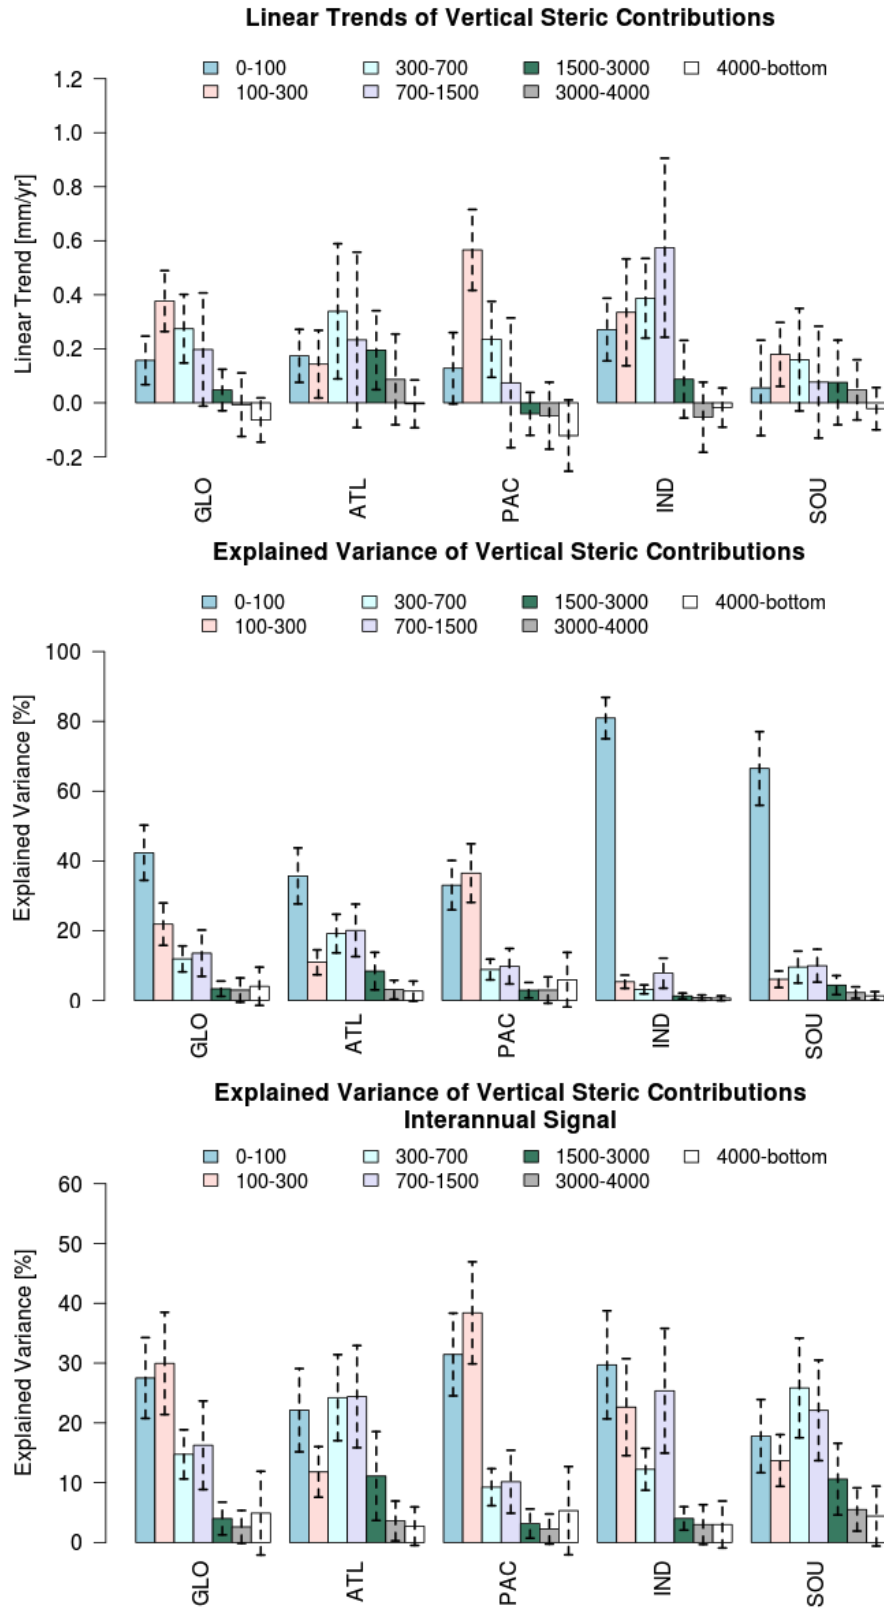 Linear Trends of Vertical Steric Contributions
0-100 300-700 1500-3000 4000-bottom
100-300 700-1500 3000-4000
Linear Trend [mm/yr]
1.2
1.0
0.8
0.6
0.4
0.2
0.0
-0.2
GLO ATL PAC IND SOU
Explained Variance of Vertical Steric Contributions
0-100 300-700 1500-3000 4000-bottom
100-300 700-1500 3000-4000
Explained Variance [%]
100
80
60
40
20
0
GLO ATL PAC IND SOU
Explained Variance of Vertical Steric Contributions
Interannual Signal
0-100 300-700 1500-3000 4000-bottom
100-300 700-1500 3000-4000
Explained Variance [%]
60
50
40
30
20
10
0
GLO ATL PAC IND SOU